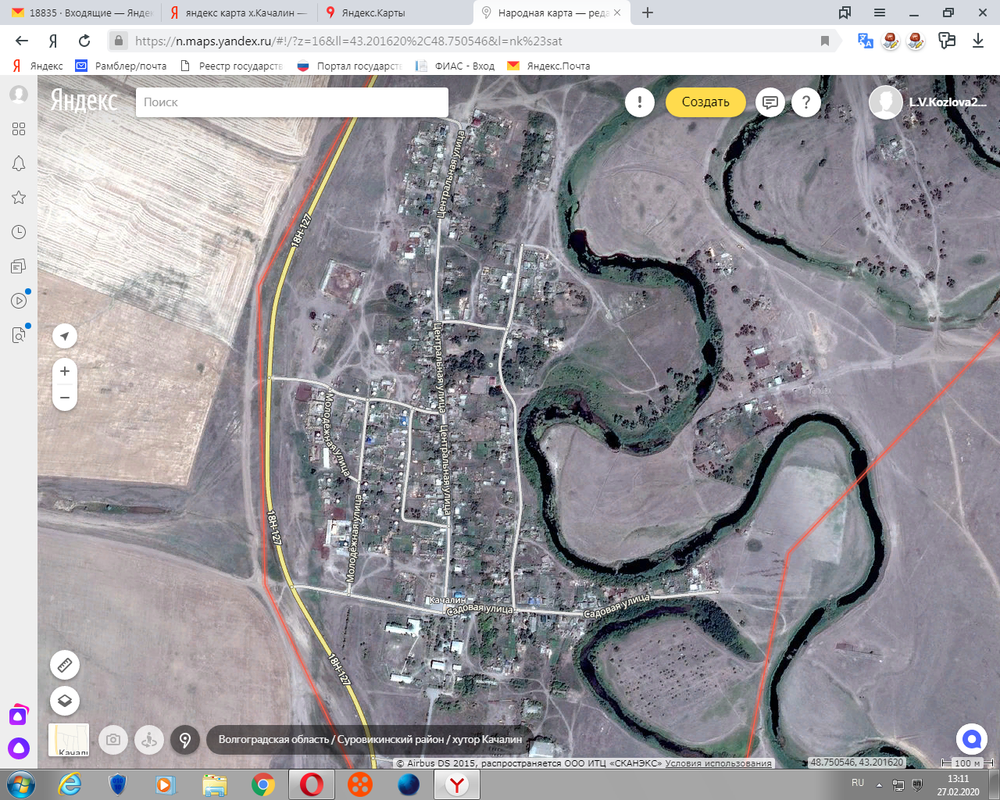 18835 · Входящие — Яндек
яндекс карта х.Качалин —
Яндекс.Карты
Народная карта — реда
https://n.maps.yandex.ru/#!/?z=16&ll=43.201620%2C48.750546&l=nk%23sat
Яндекс
Рамблер/почта
Реестр государств
Портал государст
ФИАС - Вход
Яндекс.Почта
Яндекс
Поиск
Создать
L.V.Kozlova2...
Центральная улица
18Н-127
Центральная улица
Yandex
Молодёжная улица
Центральная улица
Молодёжная улица
18Н-127
Качалин
Садовая улица
Садовая улица
18Н-127
Качали
Волгоградская область / Суровикинский район / хутор Качалин
© Airbus DS 2015, распространяется ООО ИТЦ «СКАНЭКС» Условия использования
48.750546, 43.201620
100 м
RU
13:11
27.02.2020